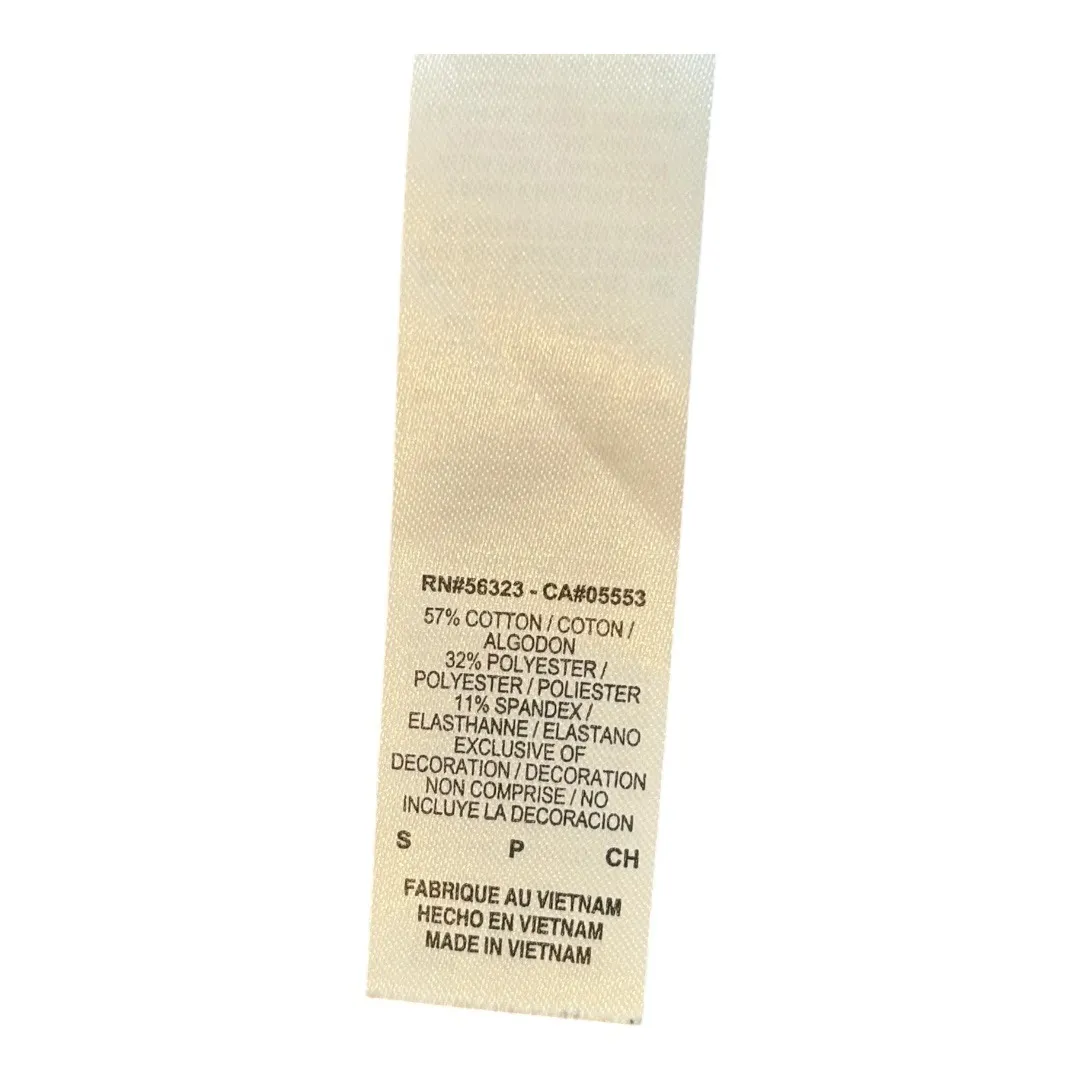 RN#56323 - CA#05553
57% COTTON / COTON /
ALGODON
32% POLYESTER /
POLYESTER / POLIESTER
11% SPANDEX /
ELASTHANNE / ELASTANO
EXCLUSIVE OF
DECORATION / DECORATION
NON COMPRISE / NO
INCLUYE LA DECORACION
S P CH
FABRIQUE AU VIETNAM
HECHO EN VIETNAM
MADE IN VIETNAM